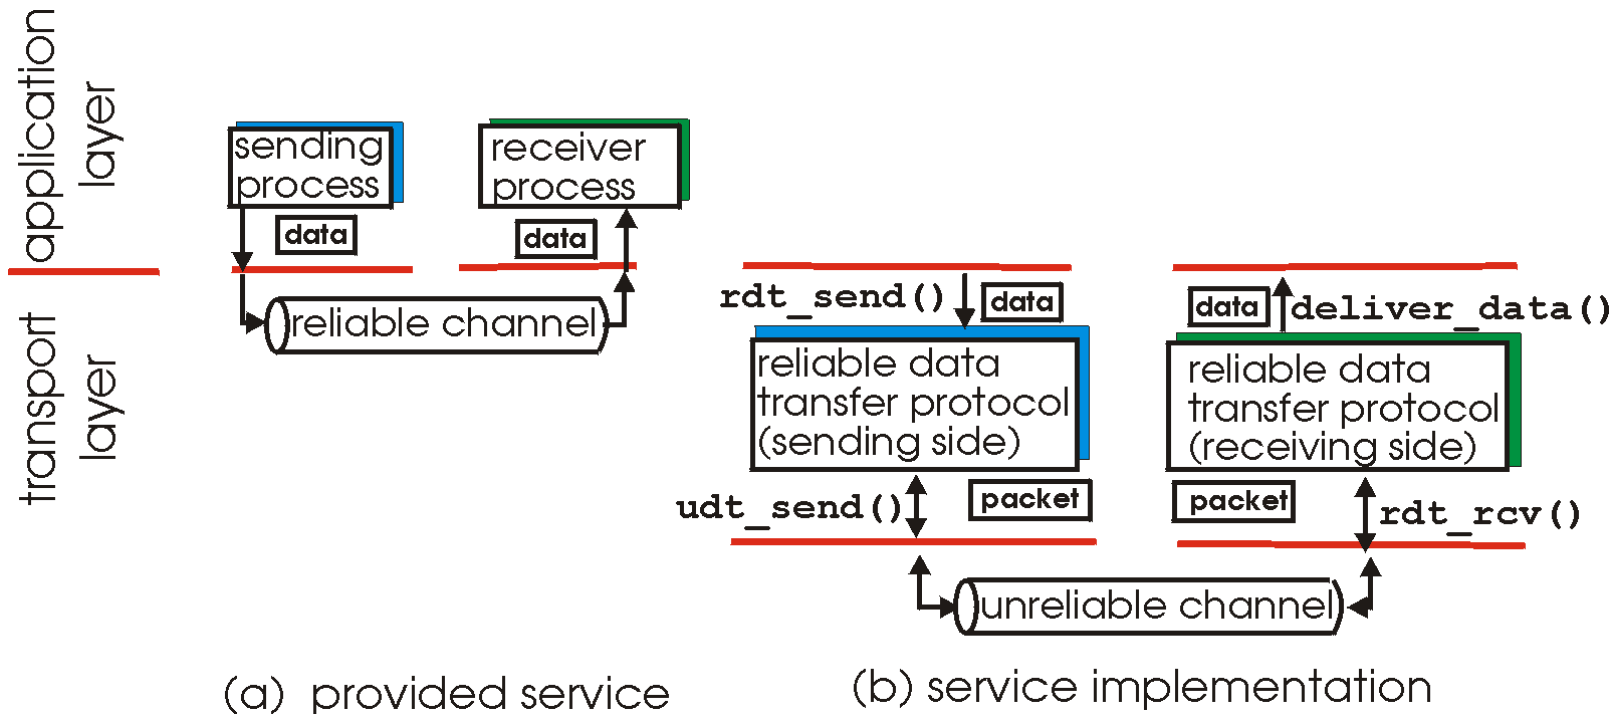 application
layer
transport
layer
sending
process
receiver
process
data
data
reliable channel
(a) provided service
rdt_send()
data
data
deliver_data()
reliable data
transfer protocol
(sending side)
reliable data
transfer protocol
(receiving side)
udt_send()
packet
packet
rdt_rcv()
unreliable channel
(b) service implementation